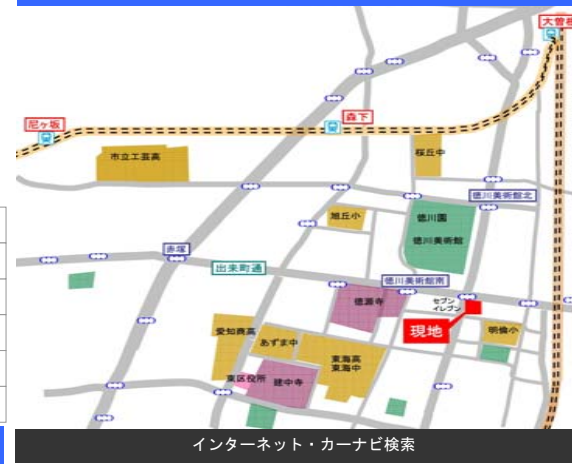 大曽根
尼ヶ坂
森下
市立工芸高
桜丘中
徳川美術館北
旭丘小
徳川園
徳川美術館
赤塚
出来町通
徳川美術館南
セブン
イレブン
徳源寺
現地
明倫小
愛知商高
あずま中
東海高
東海中
東区役所
建中寺
インターネット・カーナビ検索